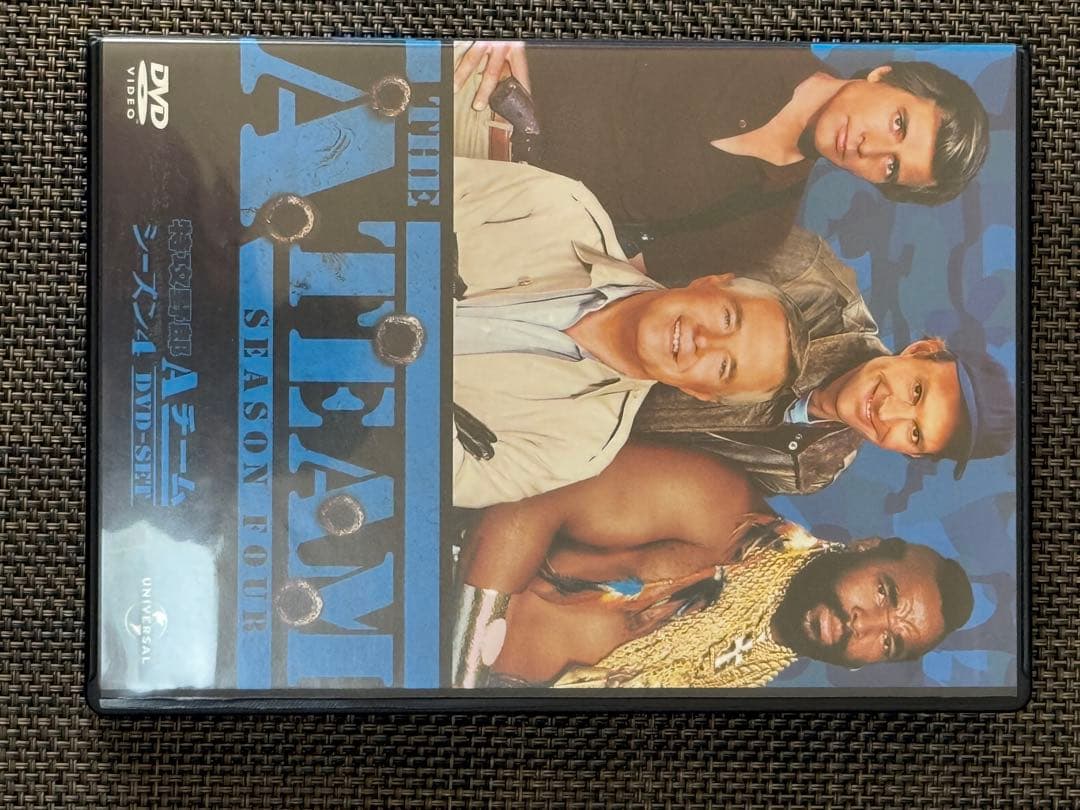 THE
A-TEAM
SEASON FOUR
特攻野郎Aチーム
シーズン4 DVD-SET
DVD
VIDEO
UNIVERSAL